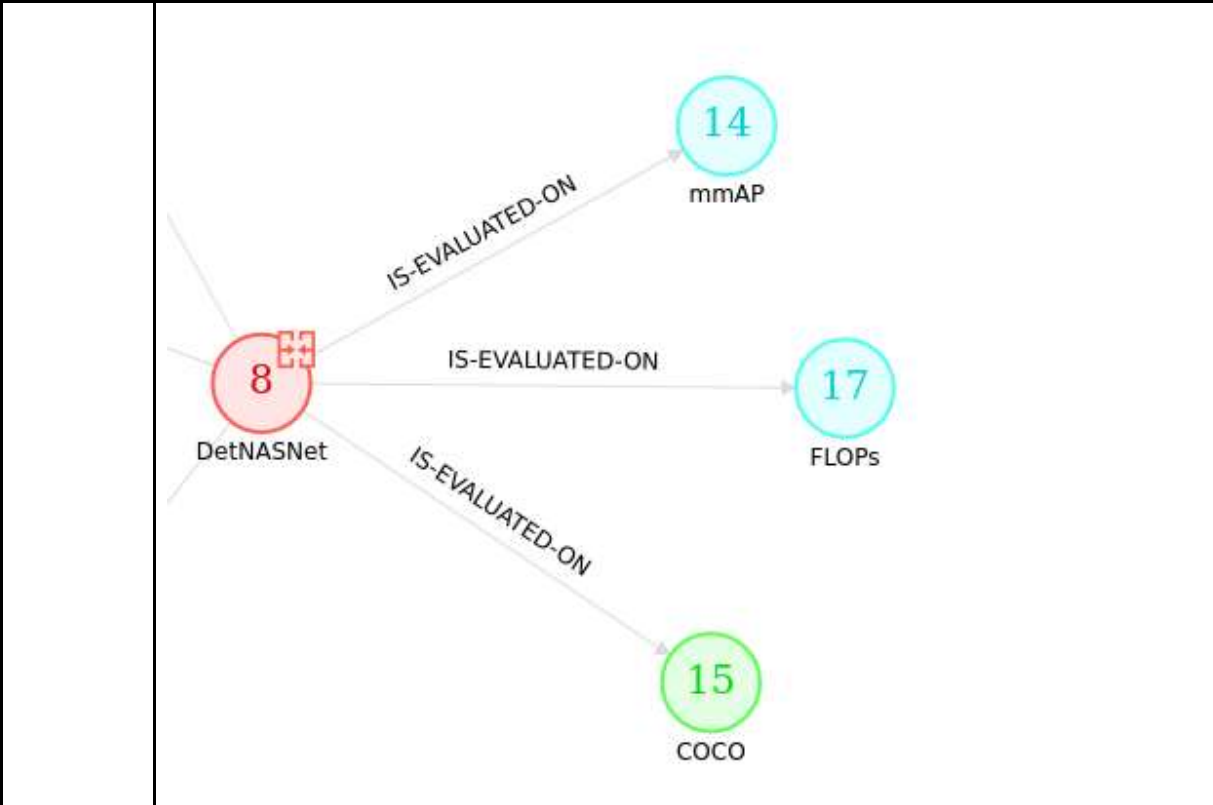 14
mmAP
IS-EVALUATED-ON
8
DetNASNet
IS-EVALUATED-ON
17
FLOPs
IS-EVALUATED-ON
15
COCO